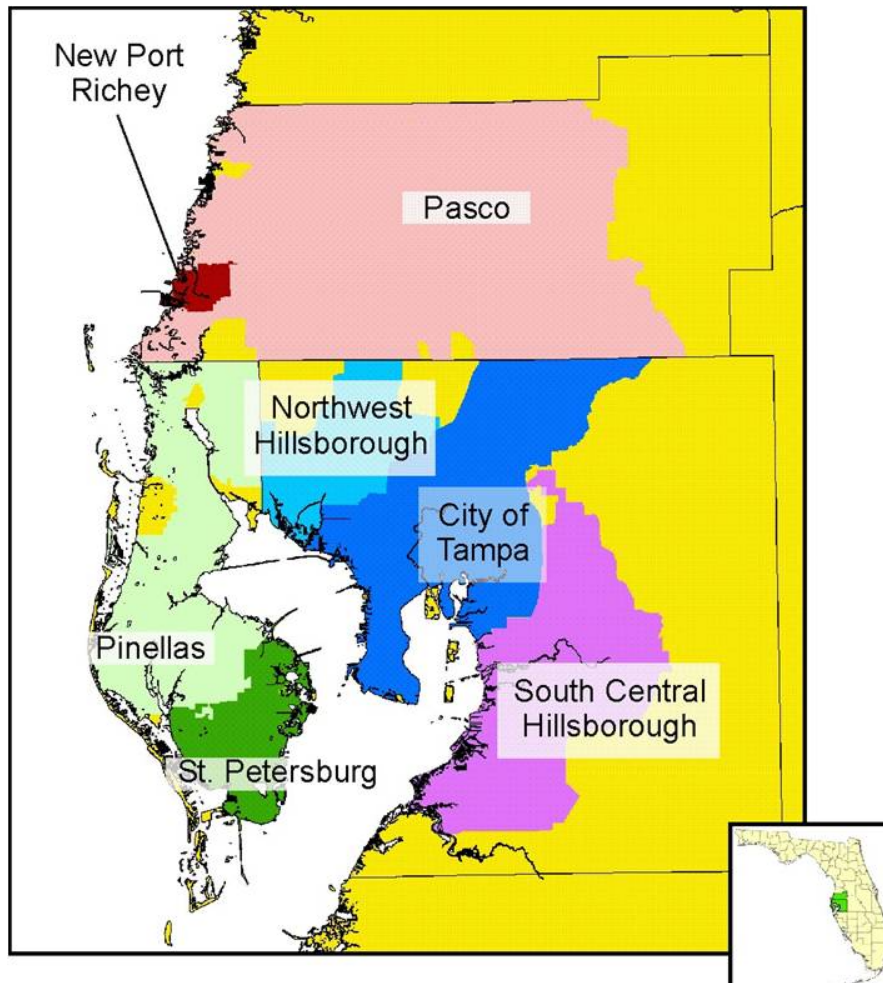 New Port
Richey
Pasco
Northwest
Hillsborough
City of
Tampa
Pinellas
South Central
Hillsborough
St. Petersburg